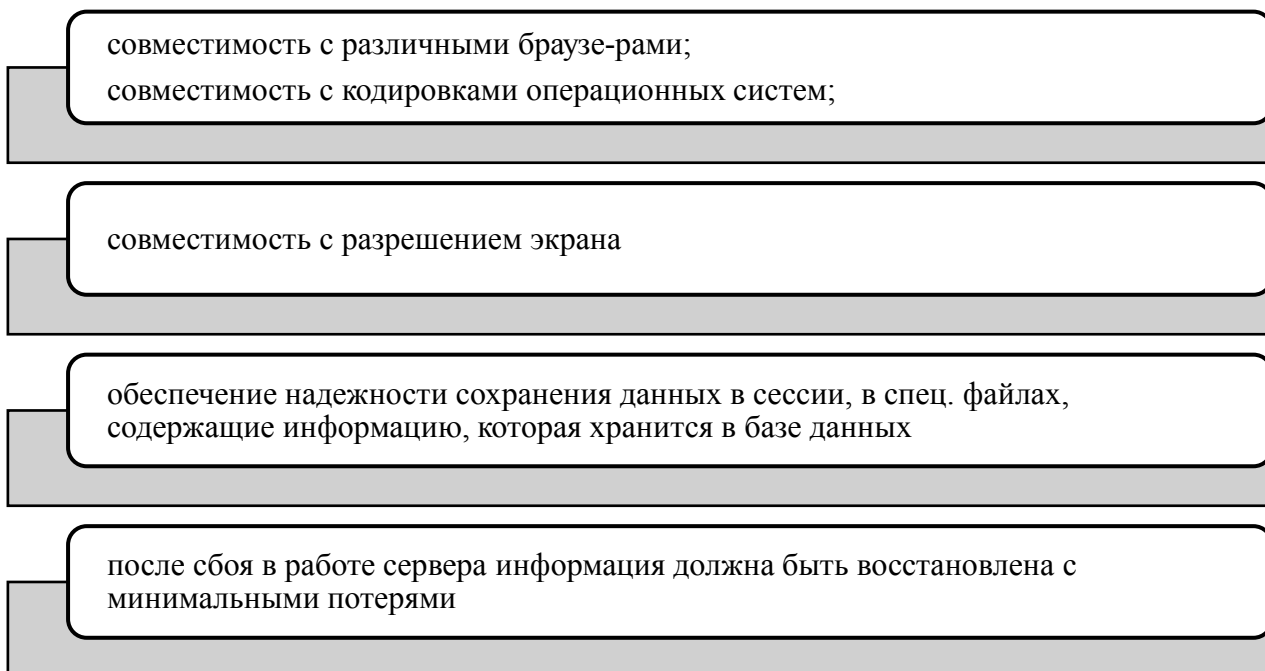 совместимость с различными браузе-рами;
совместимость с кодировками операционных систем;
совместимость с разрешением экрана
обеспечение надежности сохранения данных в сессии, в спец. файлах,
содержащие информацию, которая хранится в базе данных
после сбоя в работе сервера информация должна быть восстановлена с
минимальными потерями